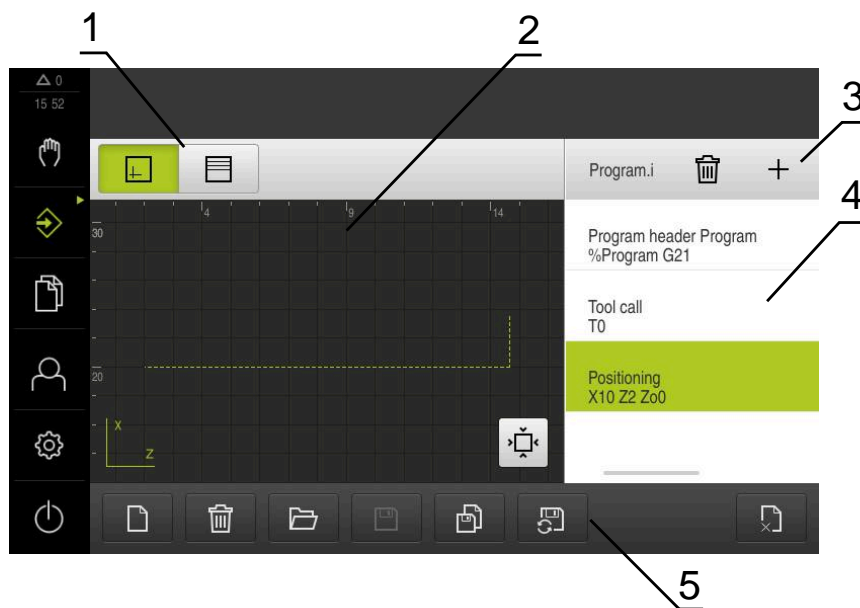 1
2
3
4
5
0
15 52
Program.i
4
9
14
30
20
X
Z
Program header Program
%Program G21
Tool call
T0
Positioning
X10 Z2 Zo0